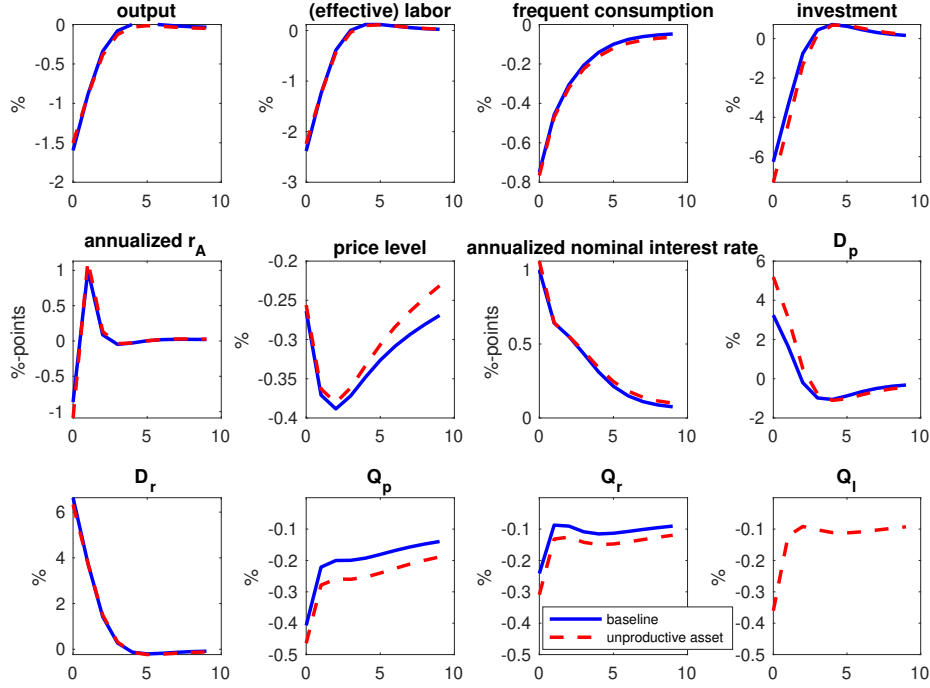 output
(effective) labor
frequent consumption
investment
%
0
-0.5
-1
-1.5
-2
0 5 10
%
0
-1
-2
-3
0 5 10
%
0
-0.2
-0.4
-0.6
-0.8
0 5 10
%
0
-2
-4
-6
0 5 10
annualized r_A
price level
annualized nominal interest rate
D_p
%-points
1
0.5
0
-0.5
-1
0 5 10
%
-0.2
-0.25
-0.3
-0.35
-0.4
0 5 10
%-points
1
0.5
0
0 5 10
%
6
4
2
0
-2
0 5 10
D_r
Q_p
Q_r
Q_l
%
6
4
2
0
0 5 10
%
-0.1
-0.2
-0.3
-0.4
-0.5
0 5 10
%
-0.1
-0.2
-0.3
-0.4
-0.5
0 5 10
baseline
unproductive asset
%
-0.1
-0.2
-0.3
-0.4
-0.5
0 5 10